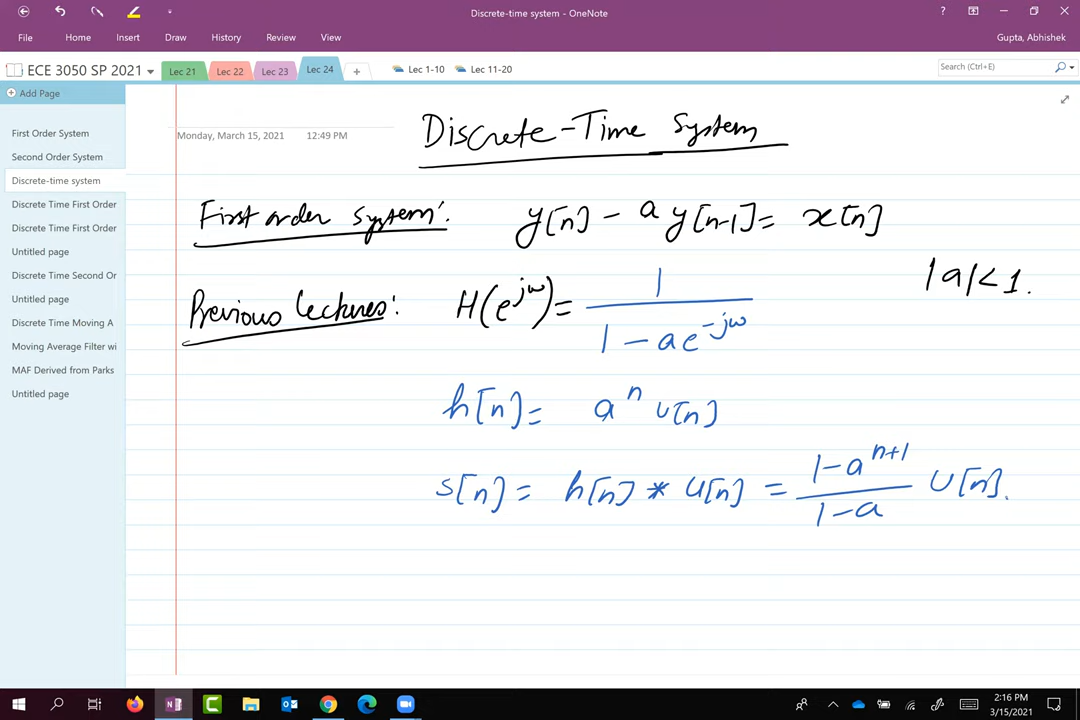 Discrete-time system - OneNote
Gupta, Abhishek
File Home Insert Draw History Review View
ECE 3050 SP 2021 Lec 21 Lec 22 Lec 23 Lec 24 + Lec 1-10 Lec 11-20 Search (Ctrl+E)
Add Page
First Order System
Second Order System
Discrete-time system
Discrete Time First Order
Discrete Time First Order
Untitled page
Discrete Time Second Or
Untitled page
Discrete Time Moving A
Moving Average Filter wi
MAF Derived from Parks
Untitled page
Discrete-Time System
Monday, March 15, 2021 12:49 PM
First order system: y[n] - a y[n-1] = x[n]
|a| < 1.
Previous lectures: H(e^{jω}) = 1 / (1 - ae^{-jω})
h[n] = a^n u[n]
s[n] = h[n] * u[n] = (1-a^{n+1}) / (1-a) u[n].
2:16 PM
3/15/2021